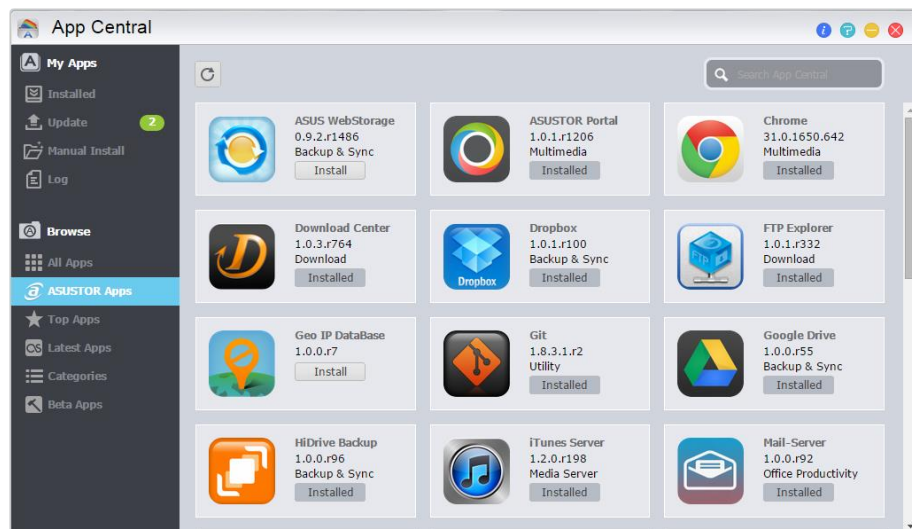 App Central
My Apps
Installed
Update 2
Manual Install
Log
Browse
All Apps
ASUSTOR Apps
Top Apps
Latest Apps
Categories
Beta Apps
Search App Central
ASUS WebStorage
0.9.2.r1486
Backup & Sync
Install
ASUSTOR Portal
1.0.1.r1206
Multimedia
Installed
Chrome
31.0.1650.642
Multimedia
Installed
Download Center
1.0.3.r764
Download
Installed
Dropbox
Dropbox
1.0.1.r100
Backup & Sync
Installed
FTP
FTP Explorer
1.0.1.r332
Download
Installed
Geo IP DataBase
1.0.0.r7
Install
Git
1.8.3.1.r2
Utility
Installed
Google Drive
1.0.0.r55
Backup & Sync
Installed
HiDrive Backup
1.0.0.r96
Backup & Sync
Installed
iTunes Server
1.2.0.r198
Media Server
Installed
Mail-Server
1.0.0.r92
Office Productivity
Installed